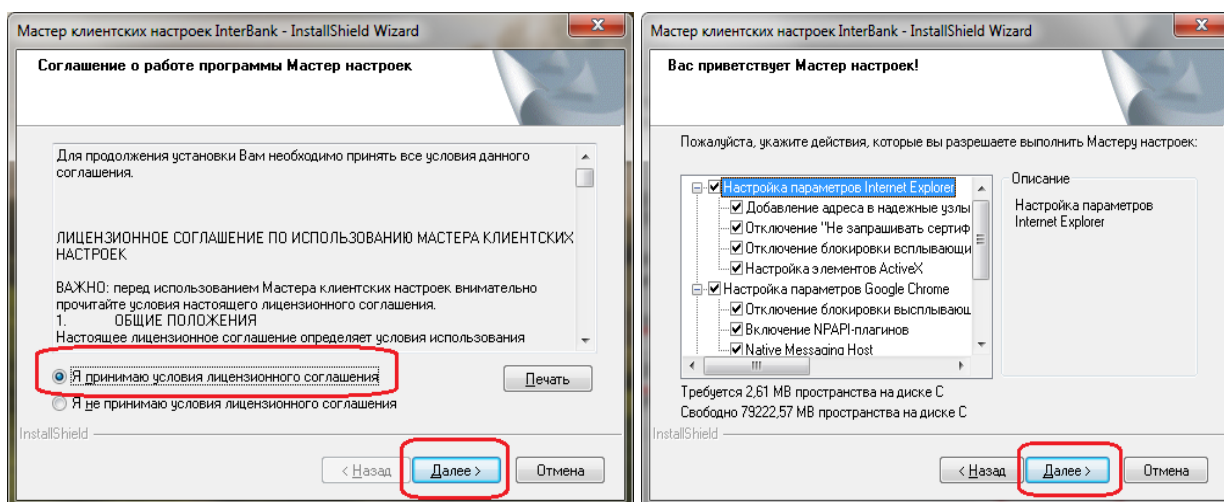 Мастер клиентских настроек InterBank - InstallShield Wizard
Соглашение о работе программы Мастер настроек
Для продолжения установки Вам необходимо принять все условия данного
соглашения.
ЛИЦЕНЗИОННОЕ СОГЛАШЕНИЕ ПО ИСПОЛЬЗОВАНИЮ МАСТЕРА КЛИЕНТСКИХ
НАСТРОЕК
ВАЖНО: перед использованием Мастера клиентских настроек внимательно
прочитайте условия настоящего лицензионного соглашения.
1. ОБЩИЕ ПОЛОЖЕНИЯ
Настоящее лицензионное соглашение определяет условия использования
Я принимаю условия лицензионного соглашения
Печать
Я не принимаю условия лицензионного соглашения
InstallShield
< Назад
Далее >
Отмена
Мастер клиентских настроек InterBank - InstallShield Wizard
Вас приветствует Мастер настроек!
Пожалуйста, укажите действия, которые вы разрешаете выполнить Мастеру настроек:
Настройка параметров Internet Explorer
Добавление адреса в надежные узлы
Отключение "Не запрашивать сертиф
Отключение блокировки всплывающи
Настройка элементов ActiveX
Настройка параметров Google Chrome
Отключение блокировки высплывающ
Включение NPAPI-плагинов
Native Messaging Host
Описание
Настройка параметров
Internet Explorer
Требуется 2,61 MB пространства на диске C
Свободно 79222,57 MB пространства на диске C
InstallShield
< Назад
Далее >
Отмена